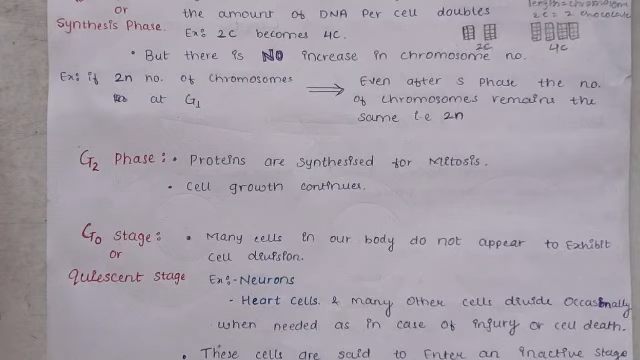 or
the amount of DNA per cell doubles
length = chromosome
2C = 2 chocolate
Synthesis Phase.
Ex: 2C becomes 4C.
2C
4C
• But there is NO increase in chromosome no.
Ex: if 2n no. of chromosomes at G1
⟹ Even after S phase the no. of chromosomes remains the same i.e 2n
G2 Phase: • Proteins are synthesised for Mitosis.
• Cell growth continues.
G0 Stage: • Many cells in our body do not appear to Exhibit
or
cell division.
Quiescent Stage
Ex:- Neurons
- Heart cells & many other cells divide occasionally
when needed as in case of injury or cell death.
• These cells are said to Enter an inactive stage